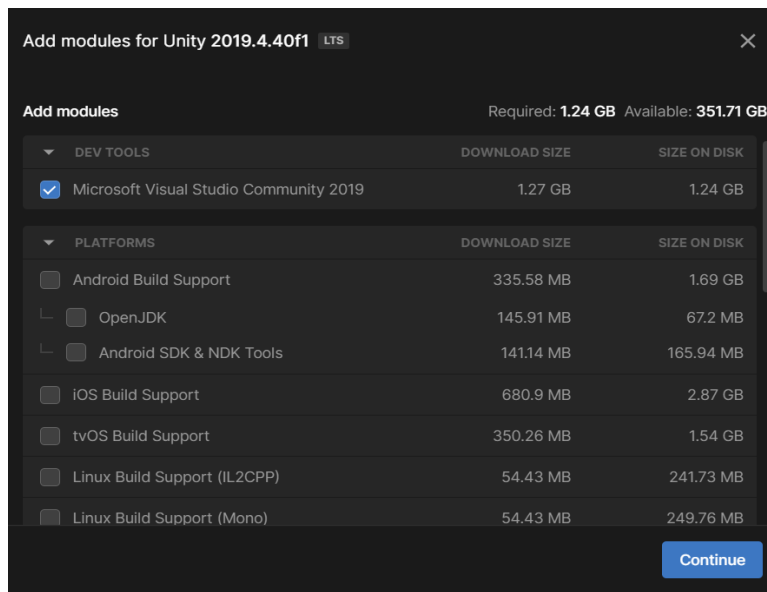 Add modules for Unity 2019.4.40f1 LTS
Add modules Required: 1.24 GB Available: 351.71 GB
DEV TOOLS DOWNLOAD SIZE SIZE ON DISK
Microsoft Visual Studio Community 2019 1.27 GB 1.24 GB
PLATFORMS DOWNLOAD SIZE SIZE ON DISK
Android Build Support 335.58 MB 1.69 GB
OpenJDK 145.91 MB 67.2 MB
Android SDK & NDK Tools 141.14 MB 165.94 MB
iOS Build Support 680.9 MB 2.87 GB
tvOS Build Support 350.26 MB 1.54 GB
Linux Build Support (IL2CPP) 54.43 MB 241.73 MB
Linux Build Support (Mono) 54.43 MB 249.76 MB
Continue